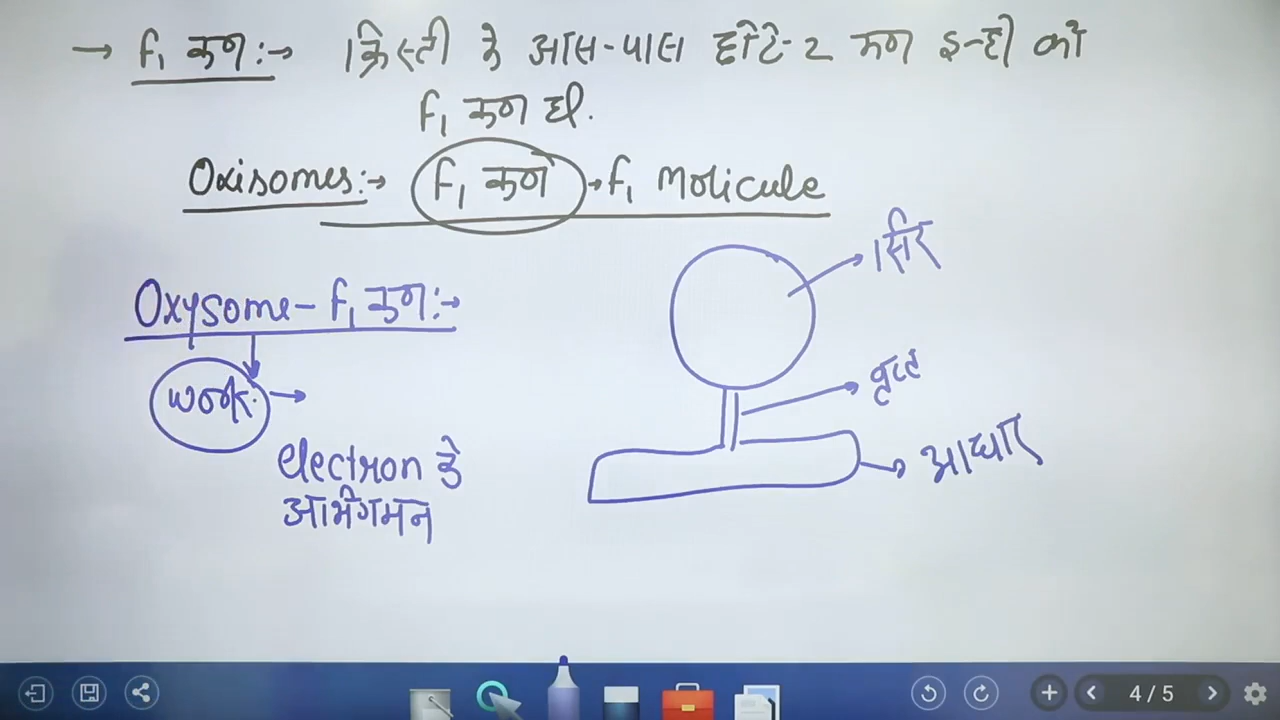 → F₁ कण :→ क्रिस्टी के आस-पास छोटे-2 कण इन्ही को
F₁ कण ही.
Oxisomes :→ F₁ कण → F₁ Molicule
सिर
Oxysome - F₁ कण :→
work: →
वृन्त
आधार
electron के
अभिगमन
4 / 5